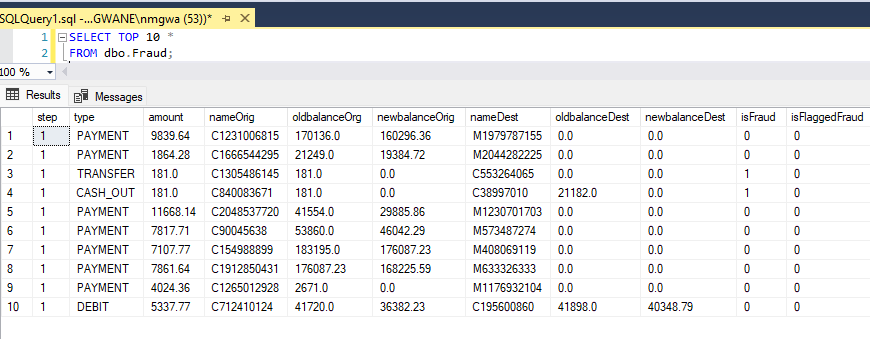 SQLQuery1.sql -...GWANE\nmgwa (53))*
1 SELECT TOP 10 *
2 FROM dbo.Fraud;
100 %
Results Messages
step type amount nameOrig oldbalanceOrg newbalanceOrig nameDest oldbalanceDest newbalanceDest isFraud isFlaggedFraud
1 1 PAYMENT 9839.64 C1231006815 170136.0 160296.36 M1979787155 0.0 0.0 0 0
2 1 PAYMENT 1864.28 C1666544295 21249.0 19384.72 M2044282225 0.0 0.0 0 0
3 1 TRANSFER 181.0 C1305486145 181.0 0.0 C553264065 0.0 0.0 1 0
4 1 CASH_OUT 181.0 C840083671 181.0 0.0 C38997010 21182.0 0.0 1 0
5 1 PAYMENT 11668.14 C2048537720 41554.0 29885.86 M1230701703 0.0 0.0 0 0
6 1 PAYMENT 7817.71 C90045638 53860.0 46042.29 M573487274 0.0 0.0 0 0
7 1 PAYMENT 7107.77 C154988899 183195.0 176087.23 M408069119 0.0 0.0 0 0
8 1 PAYMENT 7861.64 C1912850431 176087.23 168225.59 M633326333 0.0 0.0 0 0
9 1 PAYMENT 4024.36 C1265012928 2671.0 0.0 M1176932104 0.0 0.0 0 0
10 1 DEBIT 5337.77 C712410124 41720.0 36382.23 C195600860 41898.0 40348.79 0 0